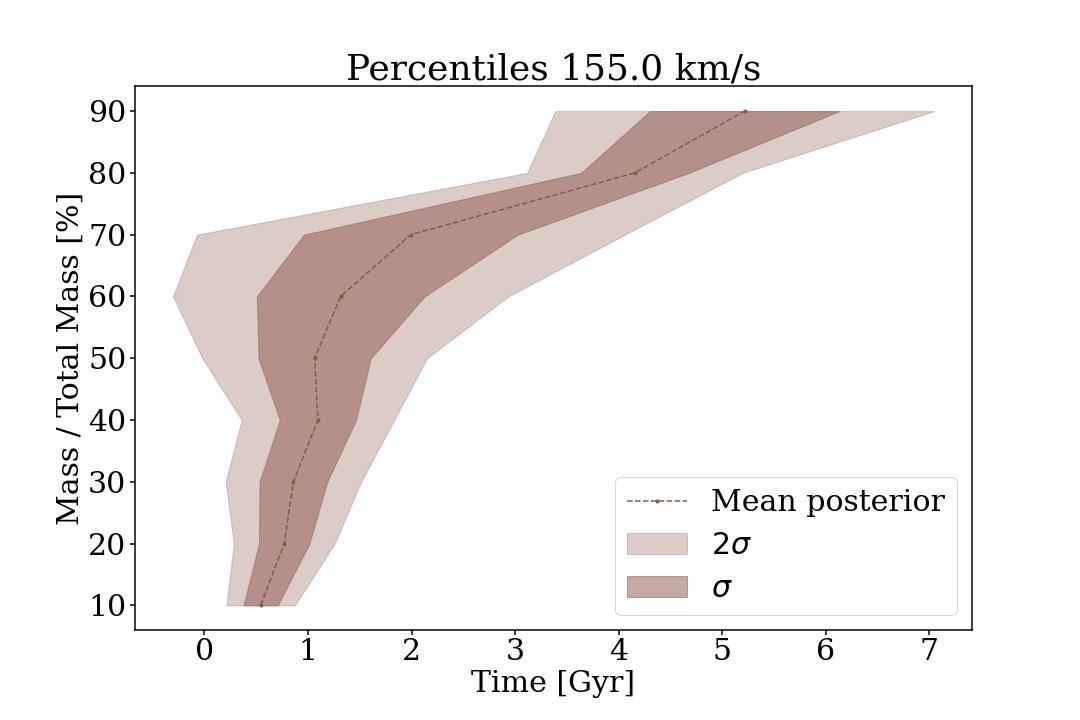 Percentiles 155.0 km/s
Mass / Total Mass [%]
90
80
70
60
50
40
30
20
10
Mean posterior
2σ
σ
0 1 2 3 4 5 6 7
Time [Gyr]